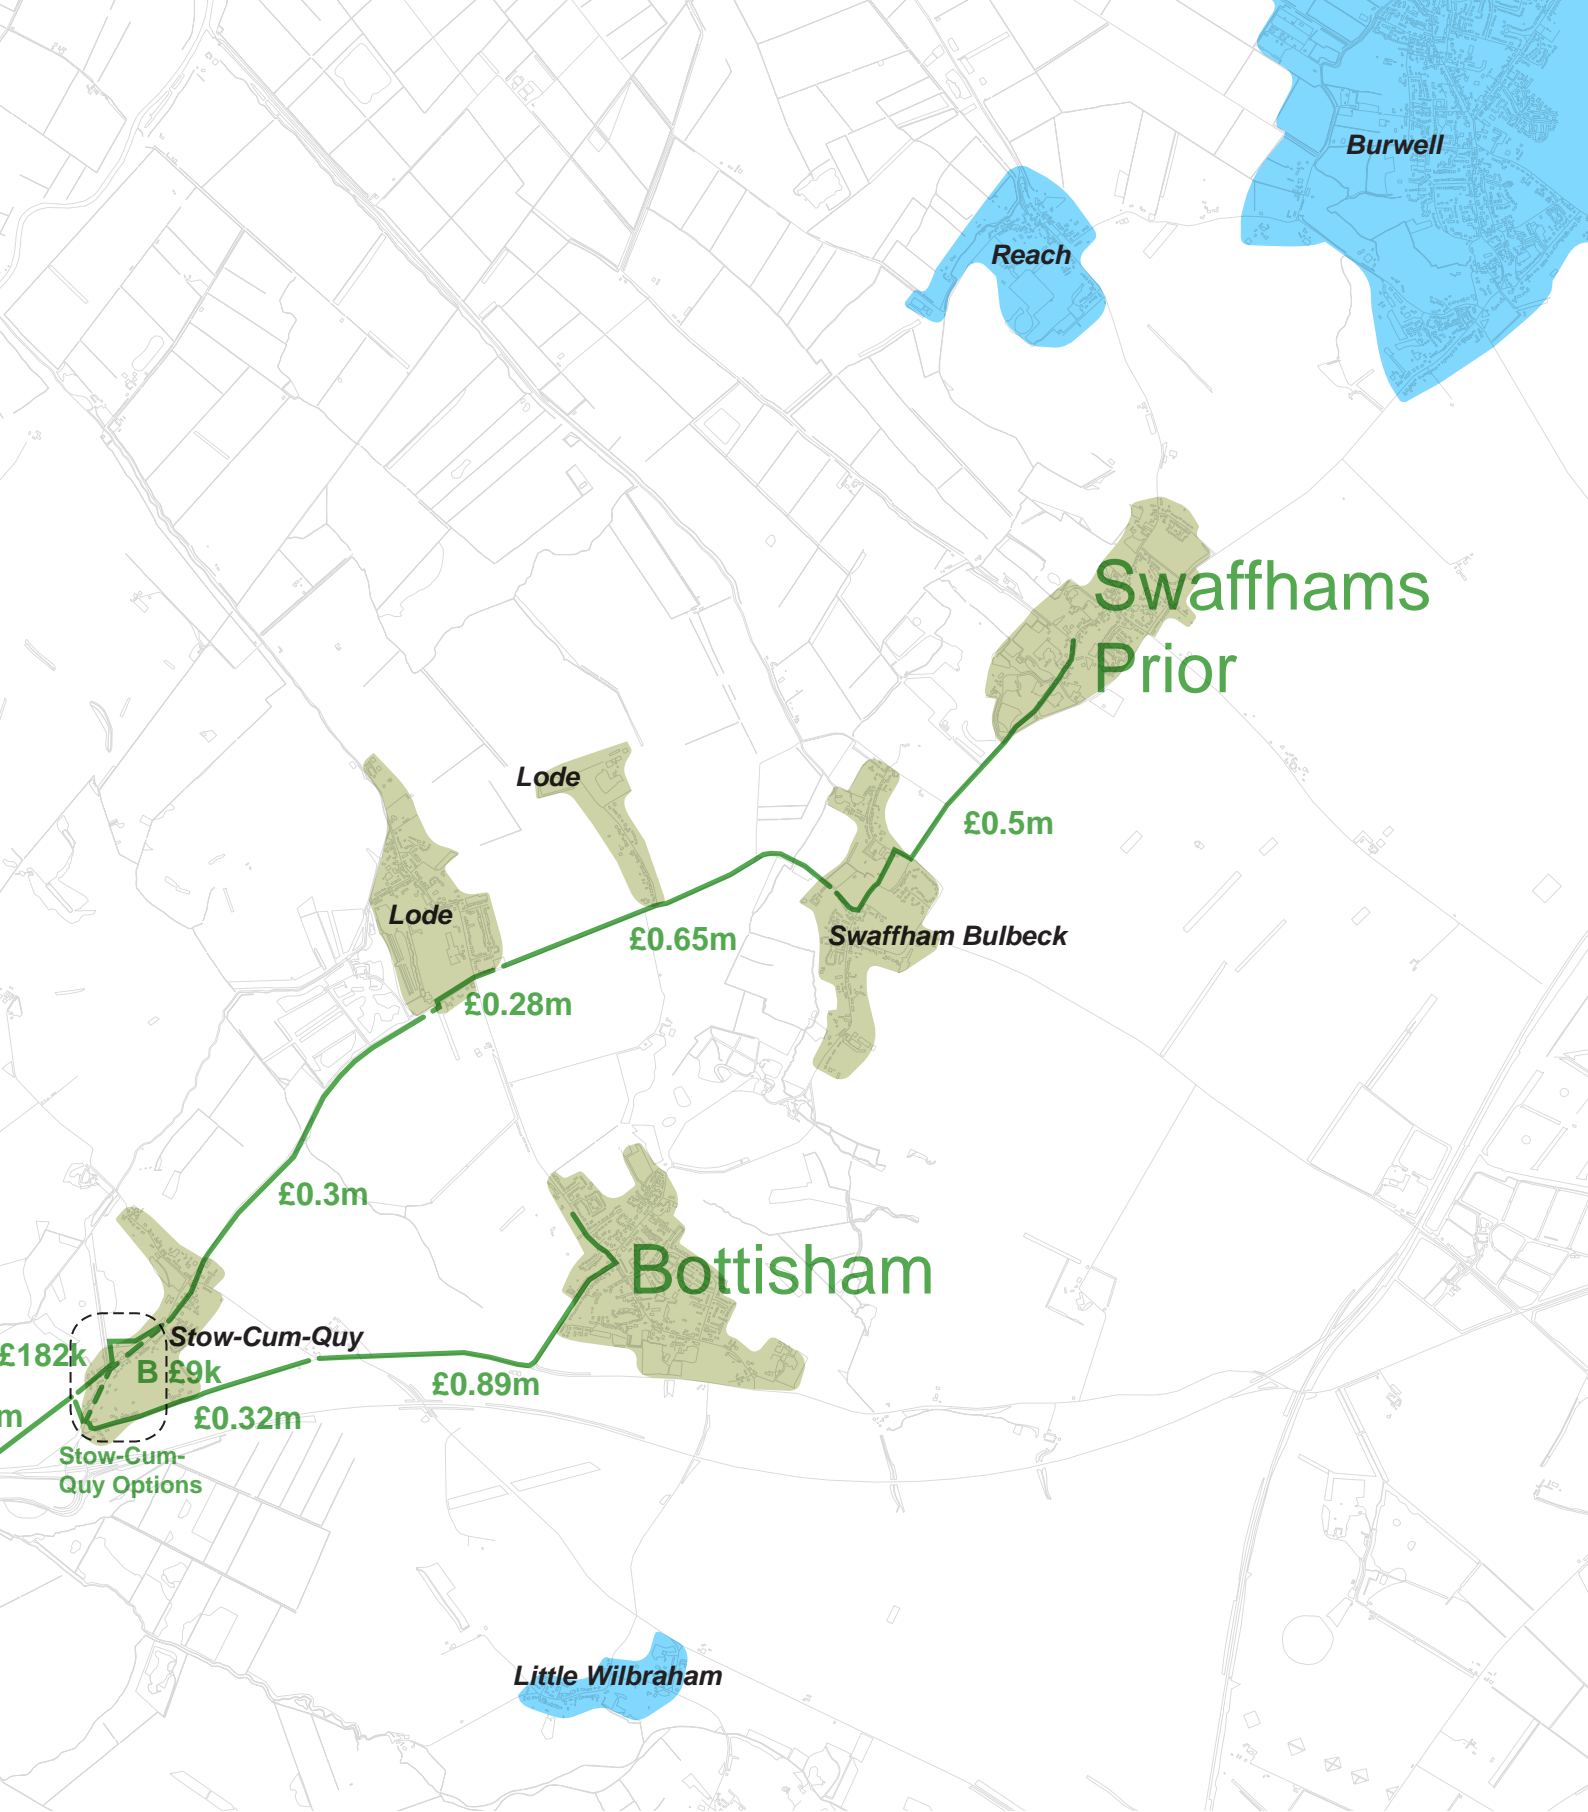 Burwell
Reach
Swaffhams
Prior
Lode
£0.5m
Lode
£0.65m
Swaffham Bulbeck
£0.28m
£0.3m
Bottisham
Stow-Cum-Quy
£182k
B £9k
£0.89m
m
£0.32m
Stow-Cum-
Quy Options
Little Wilbraham